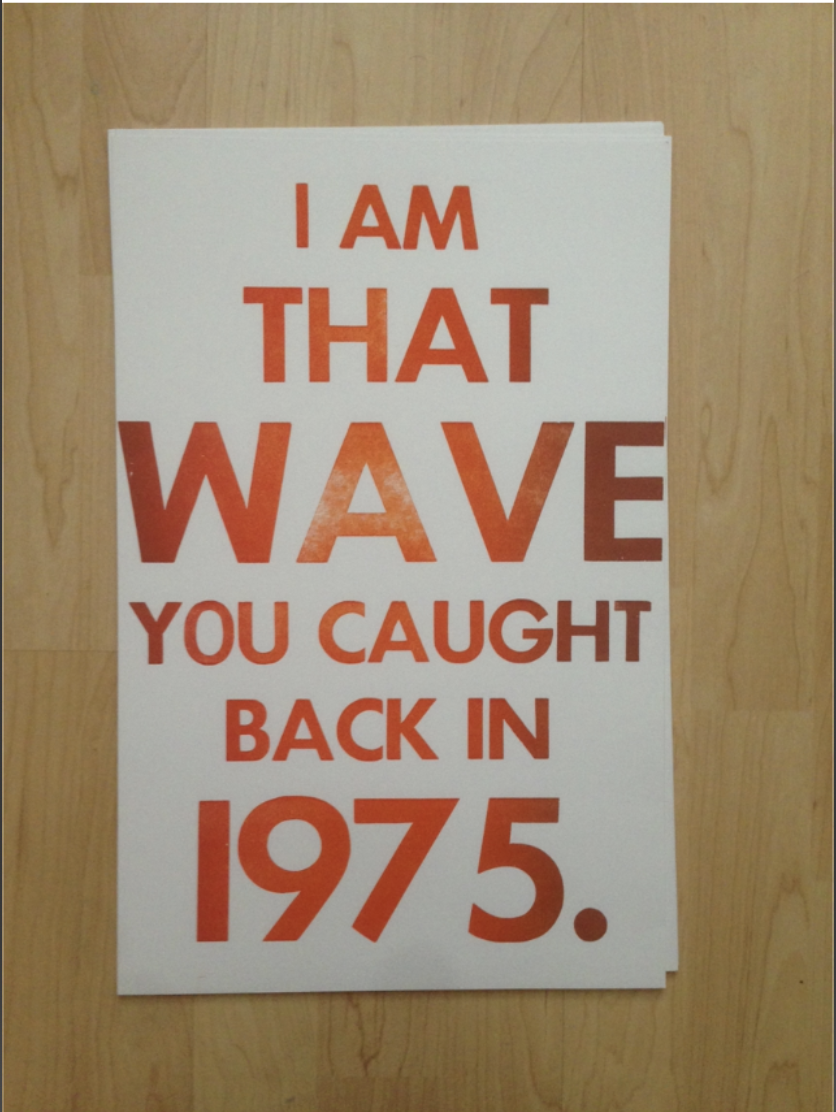 I AM
THAT
WAVE
YOU CAUGHT
BACK IN
1975.